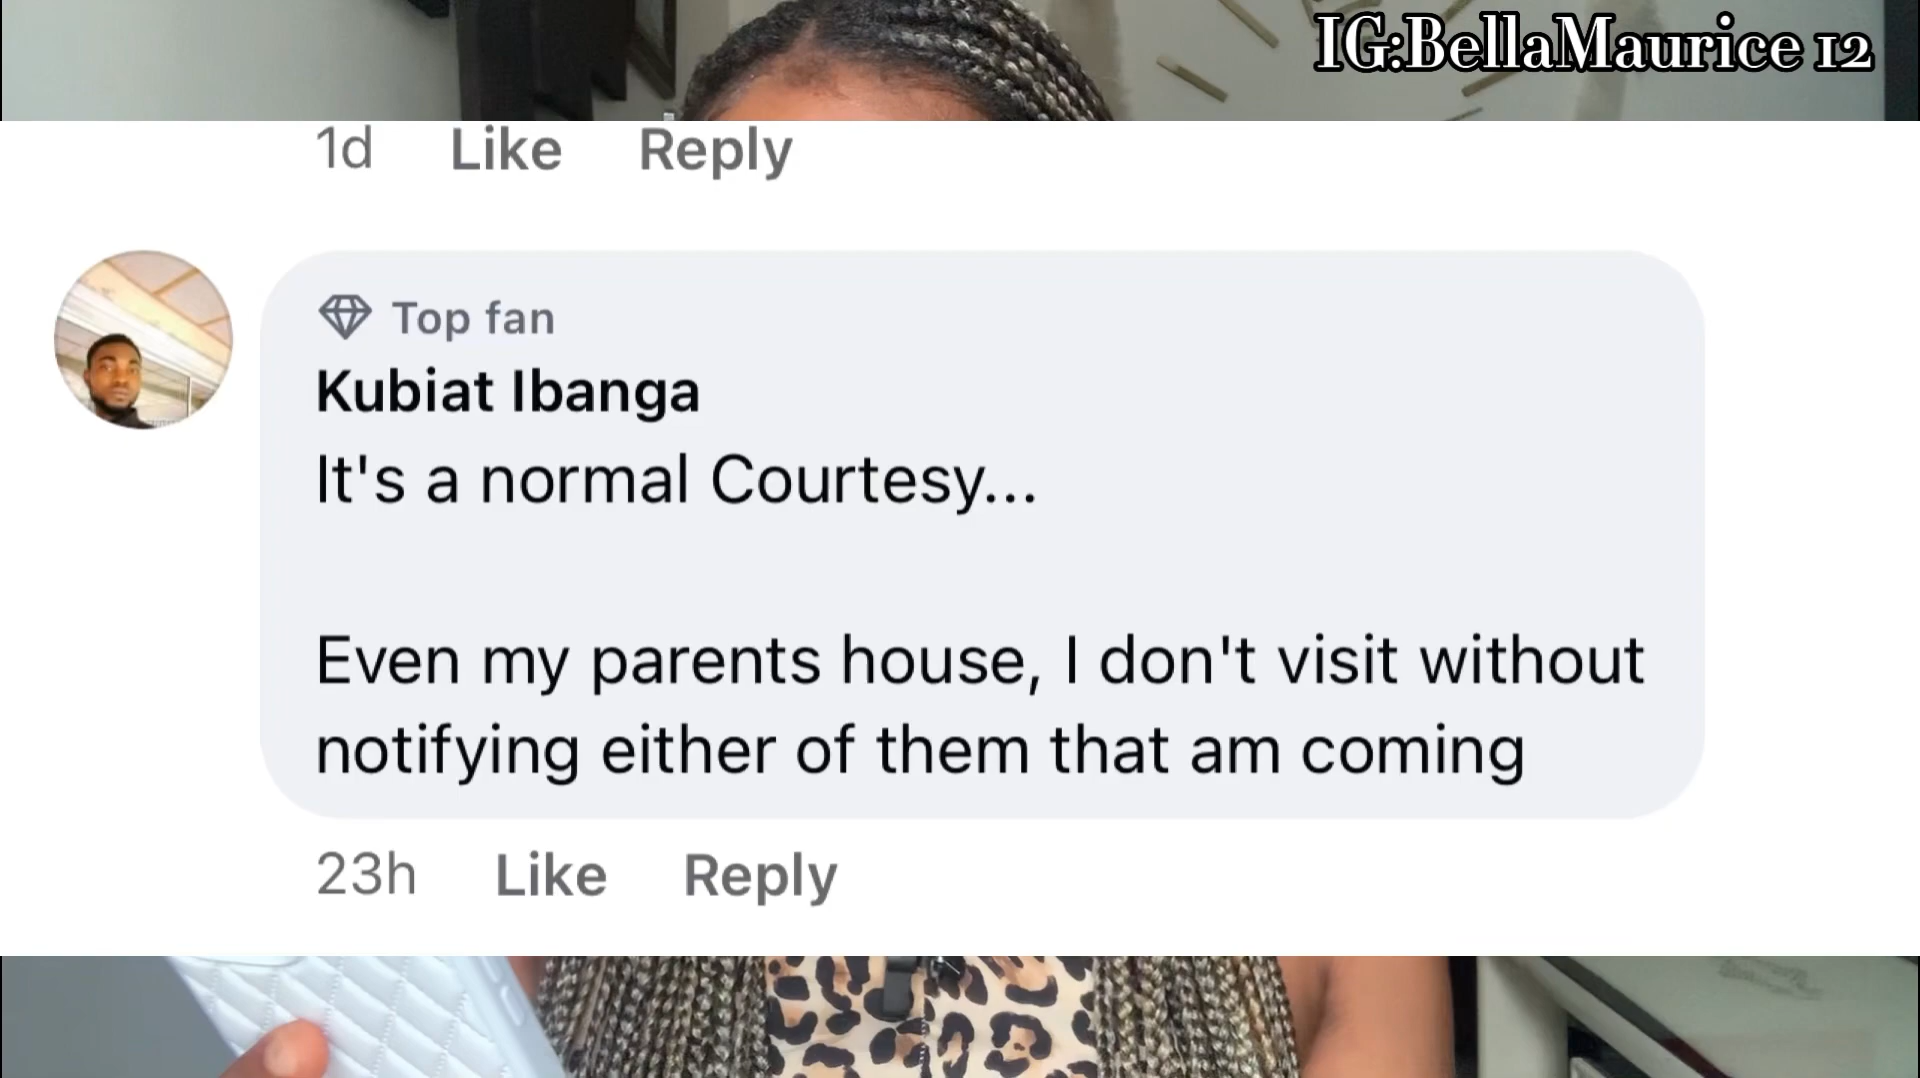 IG:BellaMaurice 12
1d Like Reply
Top fan
Kubiat Ibanga
It's a normal Courtesy...
Even my parents house, I don't visit without
notifying either of them that am coming
23h Like Reply